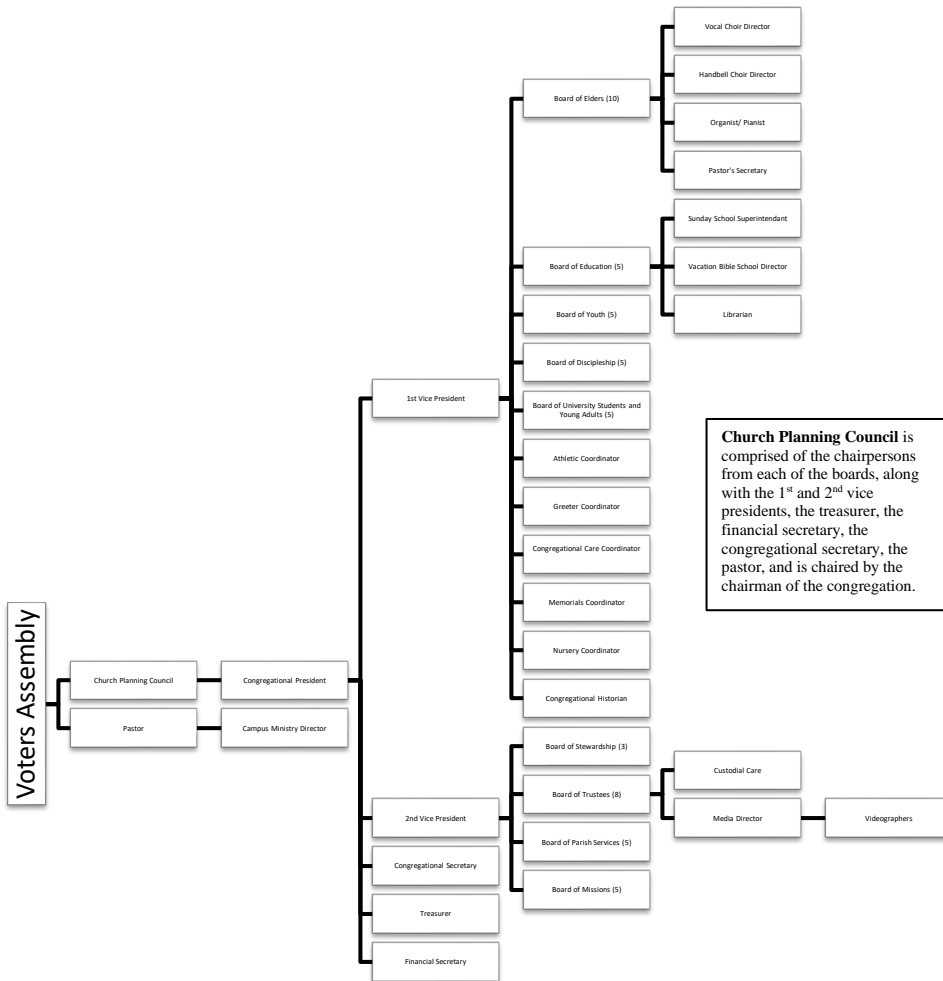 Voters Assembly
Church Planning Council
Congregational President
1st Vice President
Board of Elders (10)
Vocal Choir Director
Handbell Choir Director
Organist/ Pianist
Pastor's Secretary
Board of Education (5)
Sunday School Superintendant
Vacation Bible School Director
Librarian
Board of Youth (5)
Board of Discipleship (5)
Board of University Students and
Young Adults (5)
Athletic Coordinator
Greeter Coordinator
Congregational Care Coordinator
Memorials Coordinator
Nursery Coordinator
Congregational Historian
2nd Vice President
Board of Stewardship (3)
Board of Trustees (8)
Custodial Care
Media Director
Videographers
Board of Parish Services (5)
Board of Missions (5)
Congregational Secretary
Treasurer
Financial Secretary
Pastor
Campus Ministry Director
Church Planning Council is
comprised of the chairpersons
from each of the boards, along
with the 1st and 2nd vice
presidents, the treasurer, the
financial secretary, the
congregational secretary, the
pastor, and is chaired by the
chairman of the congregation.